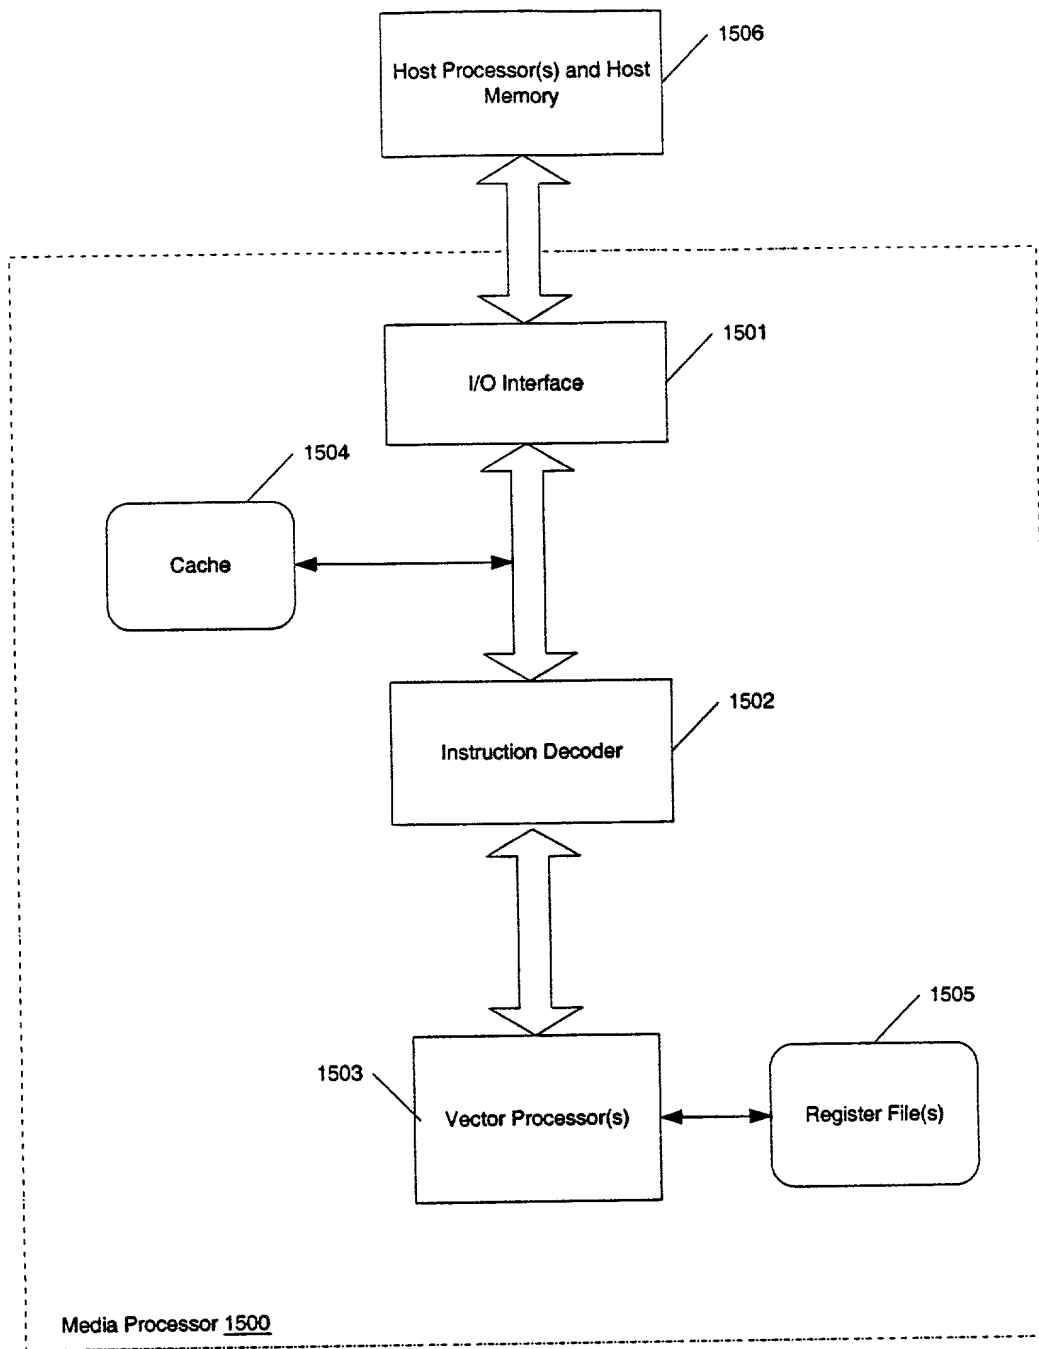 1506
Host Processor(s) and Host
Memory
1501
I/O Interface
1504
Cache
1502
Instruction Decoder
1505
1503
Vector Processor(s)
Register File(s)
Media Processor 1500